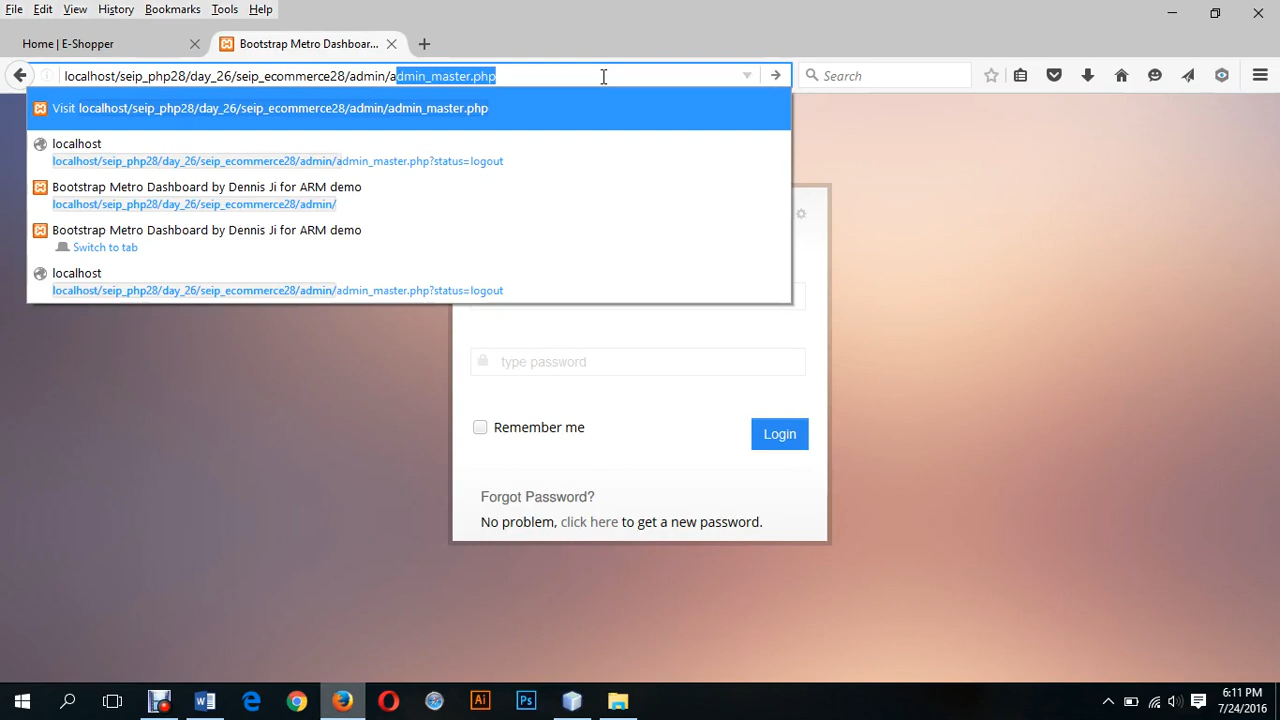 File Edit View History Bookmarks Tools Help
Home | E-Shopper
Bootstrap Metro Dashboar...
localhost/seip_php28/day_26/seip_ecommerce28/admin/admin_master.php
Search
Visit localhost/seip_php28/day_26/seip_ecommerce28/admin/admin_master.php
localhost
localhost/seip_php28/day_26/seip_ecommerce28/admin/admin_master.php?status=logout
Bootstrap Metro Dashboard by Dennis Ji for ARM demo
localhost/seip_php28/day_26/seip_ecommerce28/admin/
Bootstrap Metro Dashboard by Dennis Ji for ARM demo
Switch to tab
localhost
localhost/seip_php28/day_26/seip_ecommerce28/admin/admin_master.php?status=logout
type password
Remember me
Login
Forgot Password?
No problem, click here to get a new password.
Ai
Ps
6:11 PM
7/24/2016